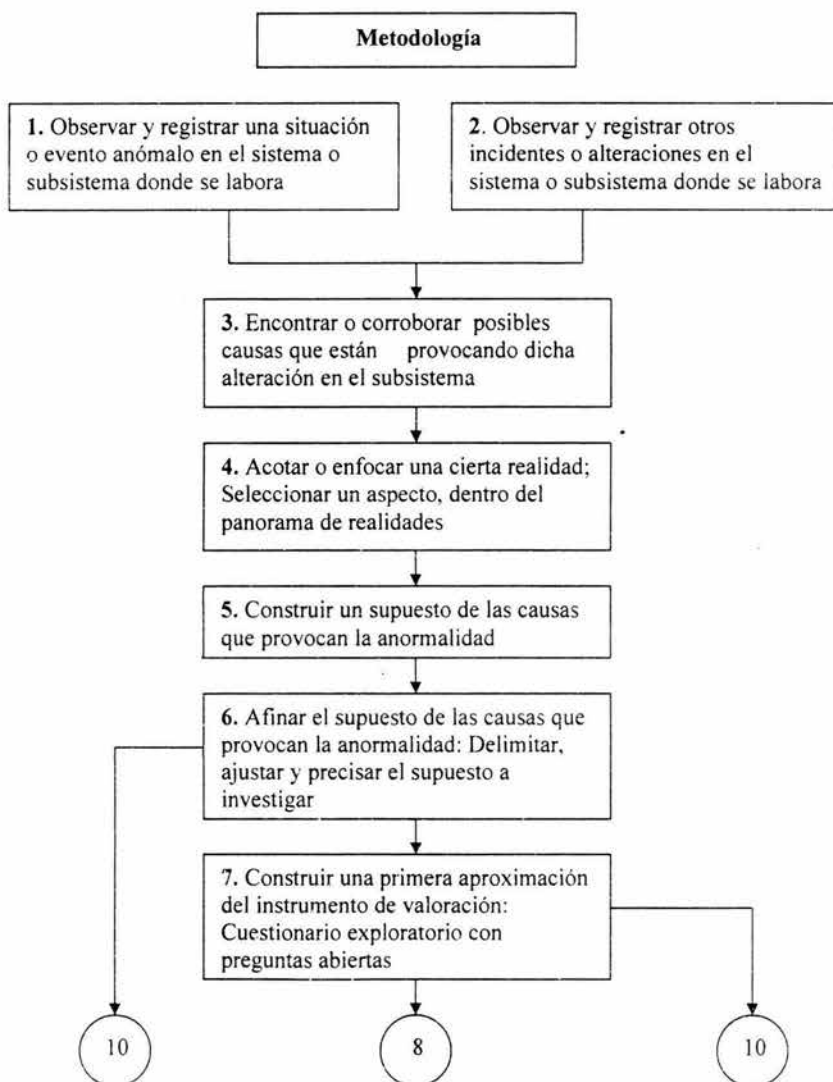 Metodología
1. Observar y registrar una situación
o evento anómalo en el sistema o
subsistema donde se labora
2. Observar y registrar otros
incidentes o alteraciones en el
sistema o subsistema donde se labora
3. Encontrar o corroborar posibles
causas que están provocando dicha
alteración en el subsistema
4. Acotar o enfocar una cierta realidad;
Seleccionar un aspecto, dentro del
panorama de realidades
5. Construir un supuesto de las causas
que provocan la anormalidad
6. Afinar el supuesto de las causas que
provocan la anormalidad: Delimitar,
ajustar y precisar el supuesto a
investigar
7. Construir una primera aproximación
del instrumento de valoración:
Cuestionario exploratorio con
preguntas abiertas
10
8
10